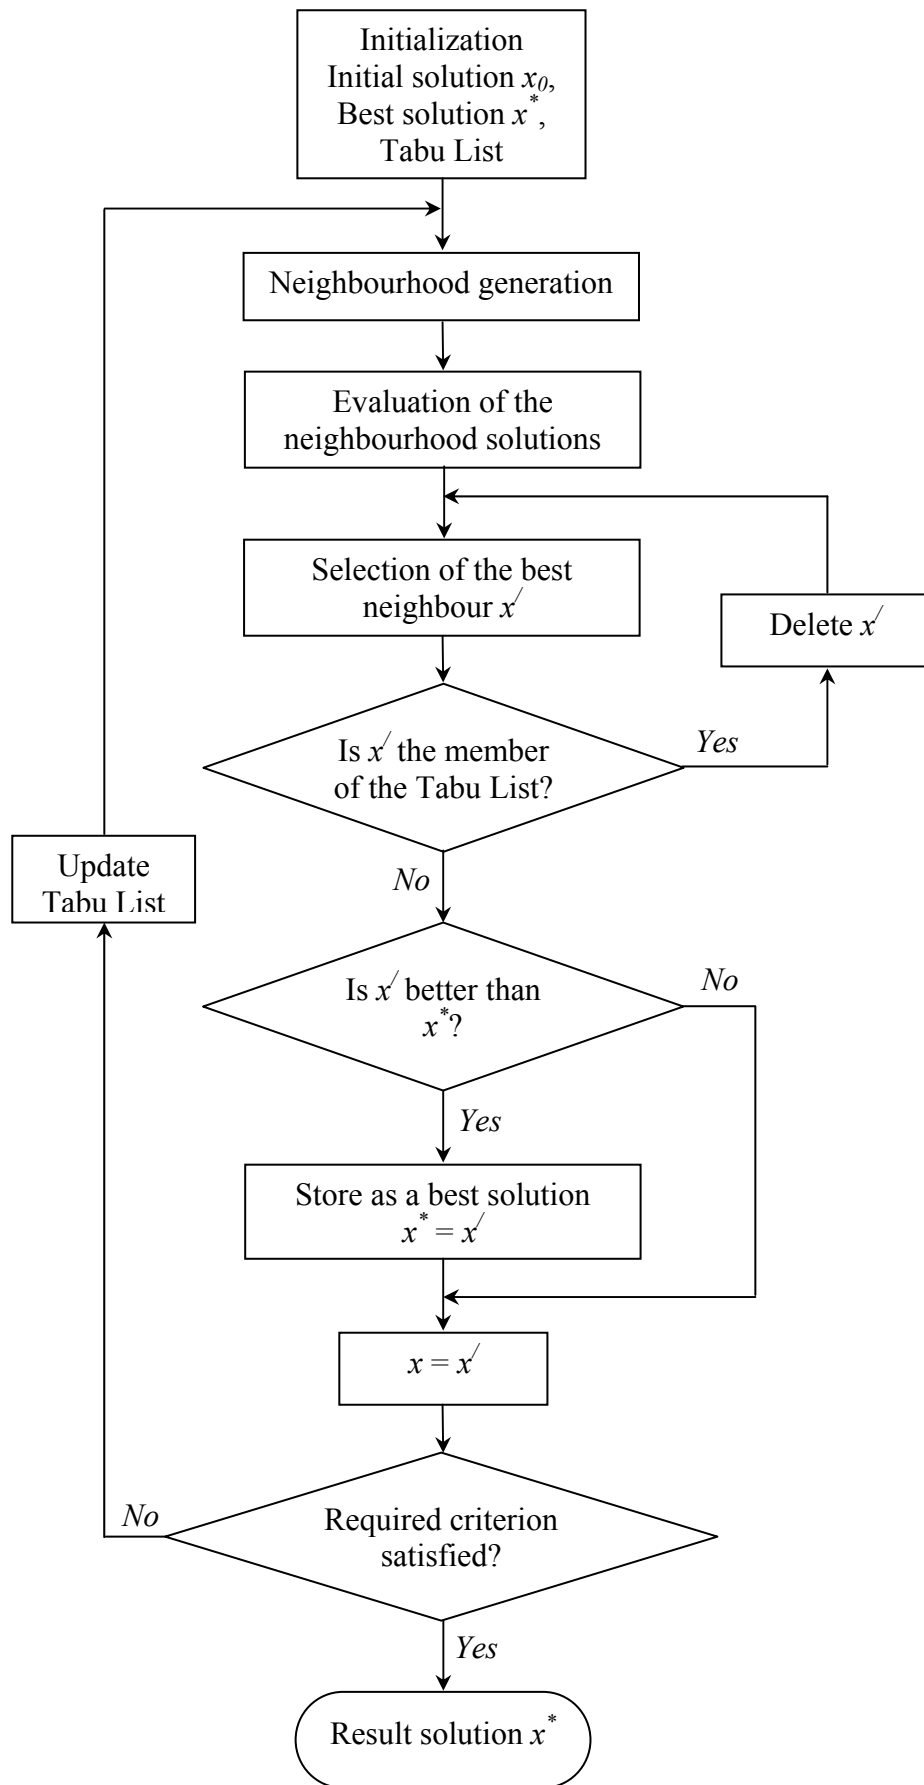 Initialization
Initial solution x₀,
Best solution x*,
Tabu List
Neighbourhood generation
Evaluation of the
neighbourhood solutions
Selection of the best
neighbour x/
Delete x/
Is x/ the member
of the Tabu List?
Yes
No
Update
Tabu List
Is x/ better than
x*?
No
Yes
Store as a best solution
x* = x/
x = x/
Required criterion
satisfied?
No
Yes
Result solution x*